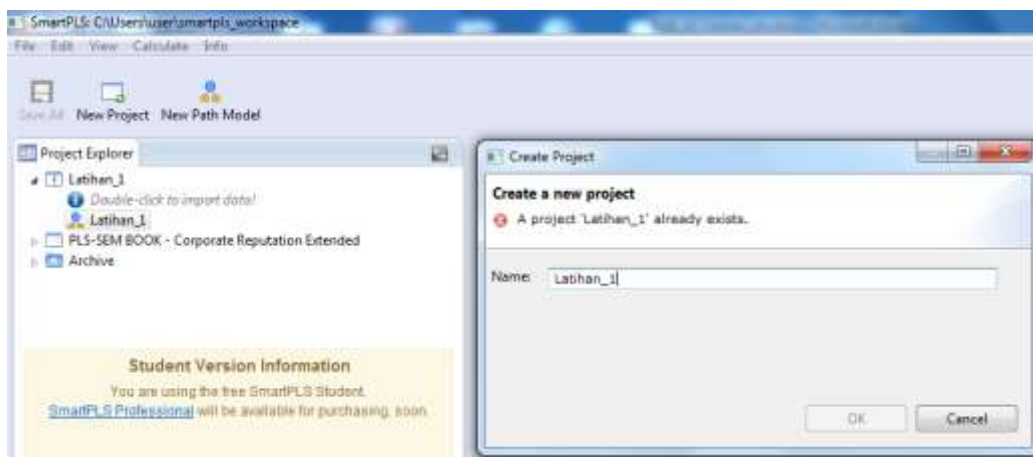 SmartPLS: C:\Users\user\smartpls_workspace
File Edit View Calculate Info
Save All New Project New Path Model
Project Explorer
Latihan_1
Double-click to import data!
Latihan_1
PLS-SEM BOOK - Corporate Reputation Extended
Archive
Student Version Information
You are using the free SmartPLS Student.
SmartPLS Professional will be available for purchasing, soon.
Create Project
Create a new project
A project 'Latihan_1' already exists.
Name: Latihan_1
OK Cancel